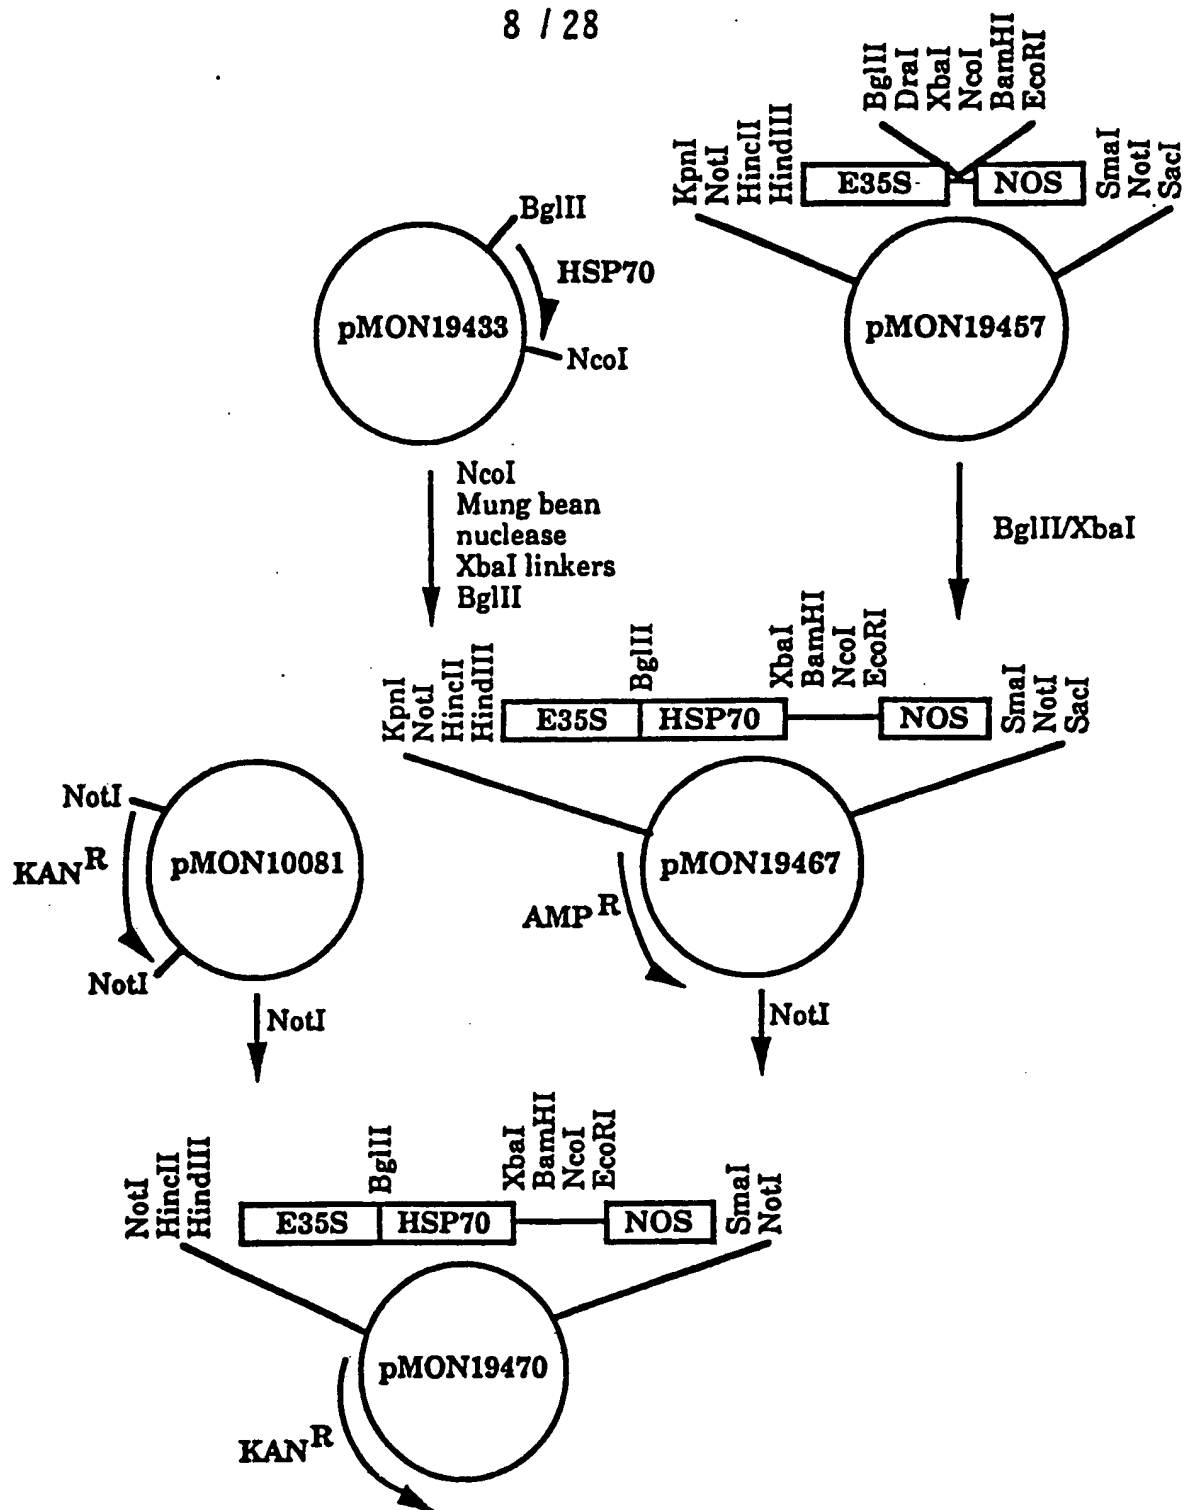 8 / 28
BglII
DraI
XbaI
NcoI
BamHI
EcoRI
KpnI
NotI
HincII
HindIII
E35S
NOS
SmaI
NotI
SacI
BglII
HSP70
pMON19433
NcoI
pMON19457
NcoI
Mung bean
nuclease
XbaI linkers
BglII
BglII/XbaI
KpnI
NotI
HincII
HindIII
BglII
XbaI
BamHI
NcoI
EcoRI
E35S
HSP70
NOS
SmaI
NotI
SacI
NotI
KAN R
pMON10081
NotI
pMON19467
AMP R
NotI
NotI
NotI
HincII
HindIII
BglII
XbaI
BamHI
NcoI
EcoRI
E35S
HSP70
NOS
SmaI
NotI
pMON19470
KAN R